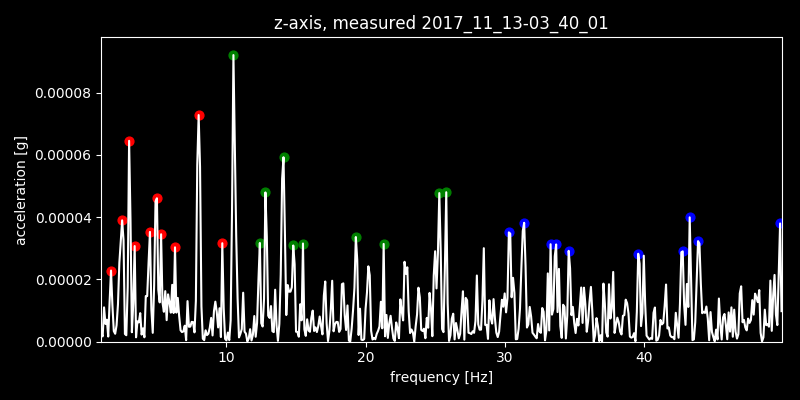 z-axis, measured 2017_11_13-03_40_01
acceleration [g]
0.00008
0.00006
0.00004
0.00002
0.00000
10 20 30 40
frequency [Hz]